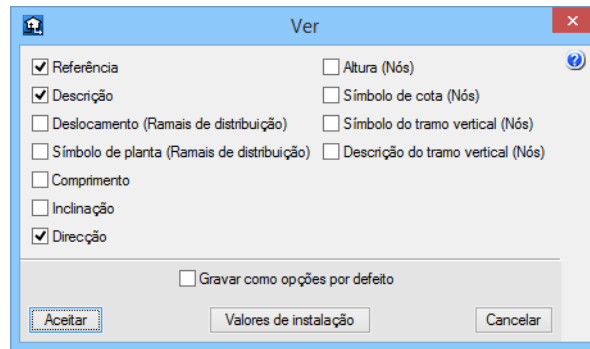 Ver
Referência
Descrição
Deslocamento (Ramais de distribuição)
Símbolo de planta (Ramais de distribuição)
Comprimento
Inclinação
Direcção
Altura (Nós)
Símbolo de cota (Nós)
Símbolo do tramo vertical (Nós)
Descrição do tramo vertical (Nós)
Gravar como opções por defeito
Aceitar
Valores de instalação
Cancelar